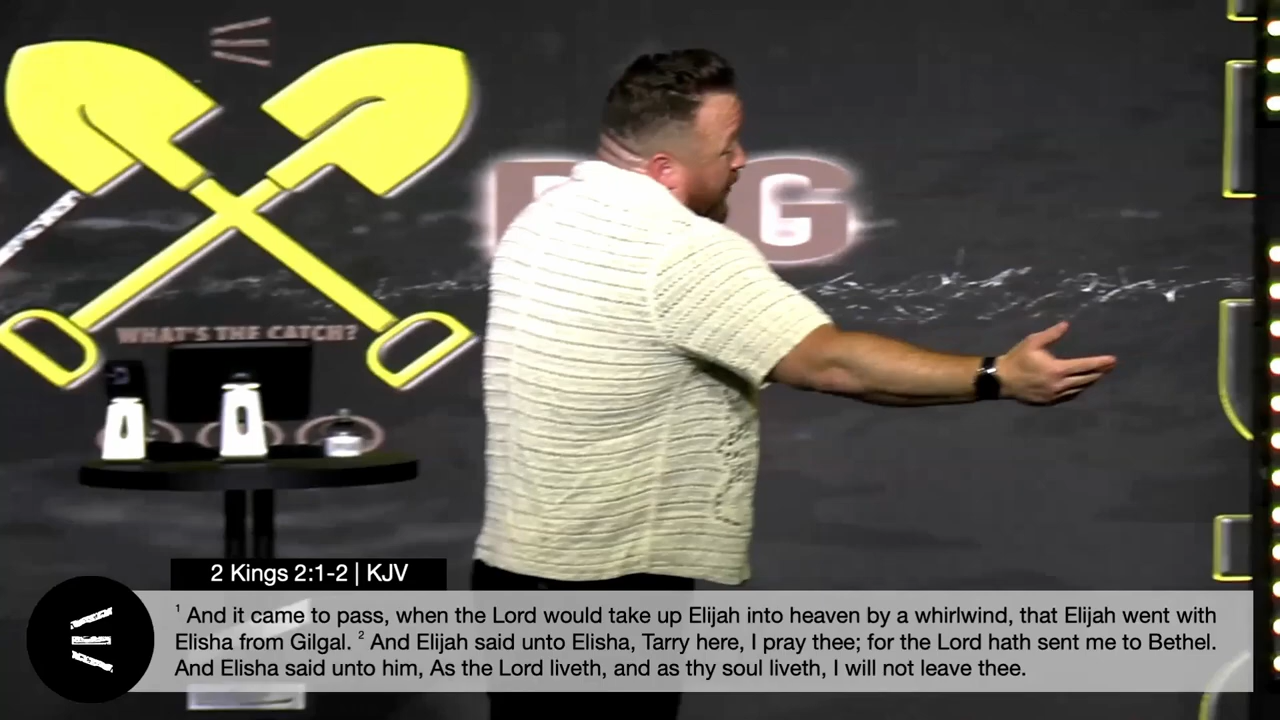 WHAT'S THE CATCH?
2 Kings 2:1-2 | KJV
¹ And it came to pass, when the Lord would take up Elijah into heaven by a whirlwind, that Elijah went with
Elisha from Gilgal. ² And Elijah said unto Elisha, Tarry here, I pray thee; for the Lord hath sent me to Bethel.
And Elisha said unto him, As the Lord liveth, and as thy soul liveth, I will not leave thee.